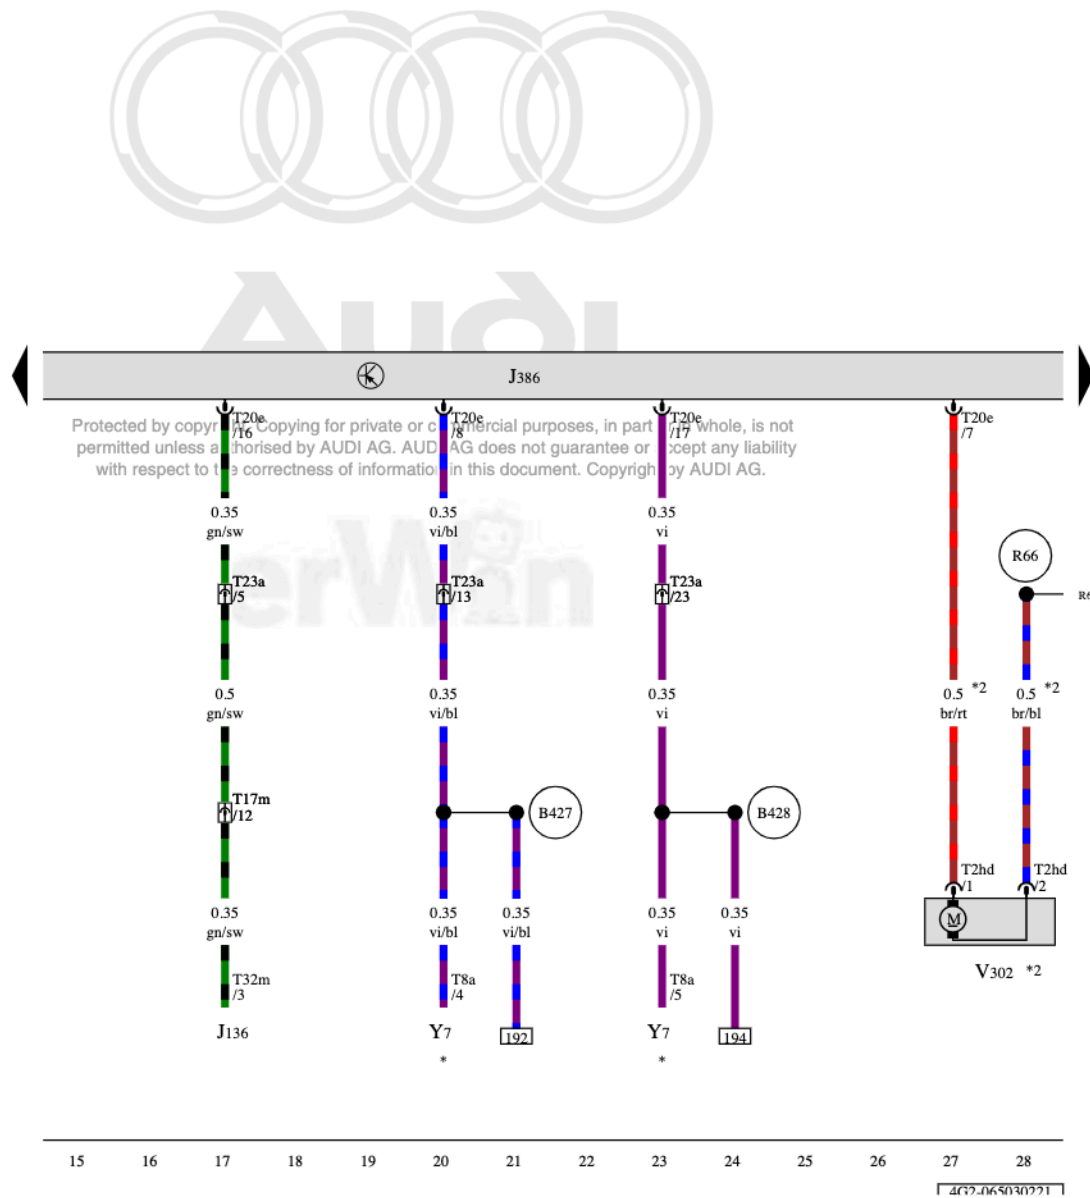 Audi
J386
T20e
/16
T20e
/8
T20e
/17
T20e
/7
Protected by copyright. Copying for private or commercial purposes, in part or in whole, is not
permitted unless authorised by AUDI AG. AUDI AG does not guarantee or accept any liability
with respect to the correctness of information in this document. Copyright by AUDI AG.
0.35
gn/sw
0.35
vi/bl
0.35
vi
erWin
R66
T23a
/5
T23a
/13
T23a
/23
0.5
gn/sw
0.35
vi/bl
0.35
vi
0.5 *2
br/rt
0.5 *2
br/bl
T17m
/12
B427
B428
T2hd
/1
T2hd
/2
0.35
gn/sw
0.35
vi/bl
0.35
vi/bl
0.35
vi
0.35
vi
M
V302 *2
T32m
/3
T8a
/4
T8a
/5
J136
Y7
*
192
Y7
*
194
15 16 17 18 19 20 21 22 23 24 25 26 27 28
4G2-065030221